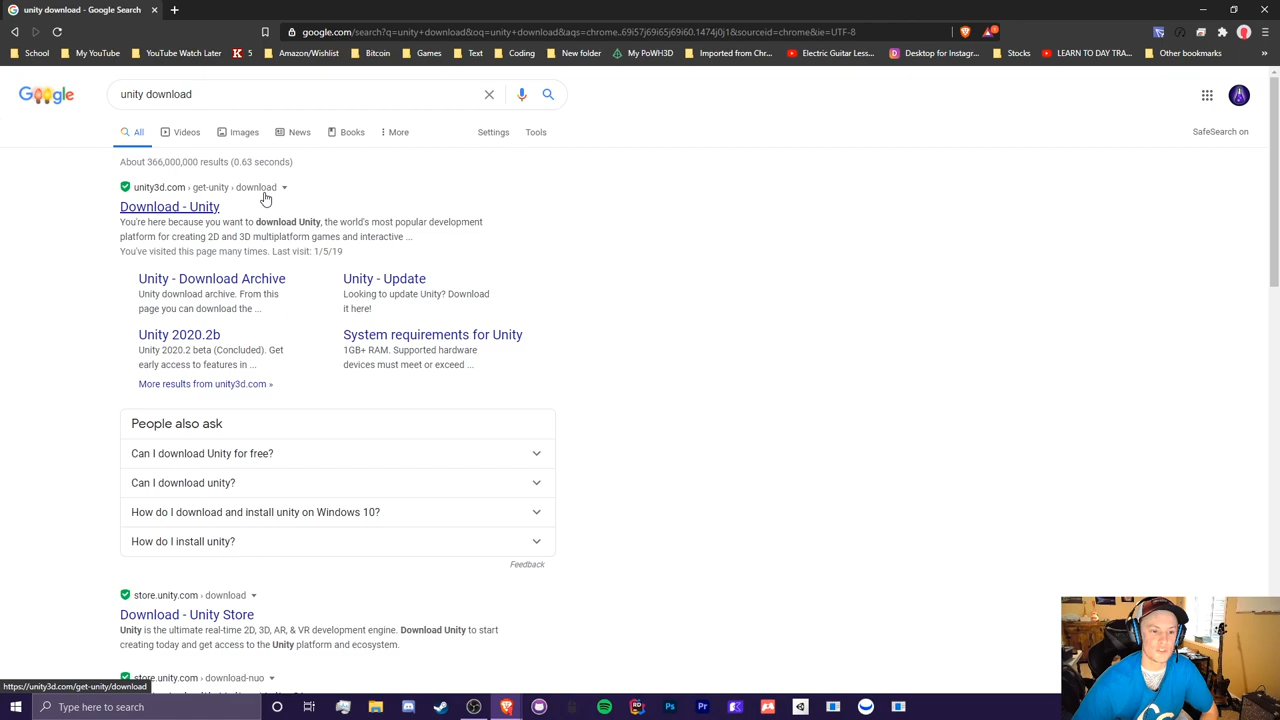 unity download - Google Search
google.com/search?q=unity+download&oq=unity+download&aqs=chrome..69i57j69i65j69i60.1474j0j1&sourceid=chrome&ie=UTF-8
School
My YouTube
My Wish List
Grub
Work
5
Amazon/Wishlist
Bitcoin
Games
Coding
New folder
My PoWH3D
Imported from Chr...
Electric Guitar Less...
Desktop for Instagr...
Stocks
LEARN TO DAY TRA...
Other bookmarks
Google
unity download
All
Videos
Images
News
Books
More
Settings
Tools
SafeSearch on
About 366,000,000 results (0.63 seconds)
unity3d.com › get-unity › download
Download - Unity
You're here because you want to download Unity, the world's most popular development
platform for creating 2D and 3D multiplatform games and interactive ...
You've visited this page many times. Last visit: 1/5/19
Unity - Download Archive
Unity download archive. From this
page you can download the ...
Unity - Update
Looking to update Unity? Download
it here!
Unity 2020.2b
Unity 2020.2 beta (Concluded). Get
early access to features in ...
System requirements for Unity
1GB+ RAM. Supported hardware
devices must meet or exceed ...
More results from unity3d.com »
People also ask
Can I download Unity for free?
Can I download unity?
How do I download and install unity on Windows 10?
How do I install unity?
Feedback
store.unity.com › download
Download - Unity Store
Unity is the ultimate real-time 2D, 3D, AR, & VR development engine. Download Unity to start
creating today and get access to the Unity platform and ecosystem.
store.unity.com › download-nuo
https://unity3d.com/get-unity/download
Type here to search